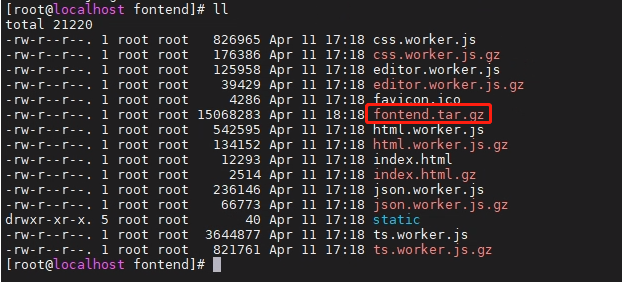 [root@localhost fontend]# ll
total 21220
-rw-r--r--. 1 root root   826965 Apr 11 17:18 css.worker.js
-rw-r--r--. 1 root root   176386 Apr 11 17:18 css.worker.js.gz
-rw-r--r--. 1 root root   125958 Apr 11 17:18 editor.worker.js
-rw-r--r--. 1 root root    39429 Apr 11 17:18 editor.worker.js.gz
-rw-r--r--. 1 root root     4286 Apr 11 17:18 favicon.ico
-rw-r--r--. 1 root root 15068283 Apr 11 18:18 fontend.tar.gz
-rw-r--r--. 1 root root   542595 Apr 11 17:18 html.worker.js
-rw-r--r--. 1 root root   134152 Apr 11 17:18 html.worker.js.gz
-rw-r--r--. 1 root root    12293 Apr 11 17:18 index.html
-rw-r--r--. 1 root root     2514 Apr 11 17:18 index.html.gz
-rw-r--r--. 1 root root   236146 Apr 11 17:18 json.worker.js
-rw-r--r--. 1 root root    66773 Apr 11 17:18 json.worker.js.gz
drwxr-xr-x. 5 root root       40 Apr 11 17:18 static
-rw-r--r--. 1 root root  3644877 Apr 11 17:18 ts.worker.js
-rw-r--r--. 1 root root   821761 Apr 11 17:18 ts.worker.js.gz
[root@localhost fontend]#